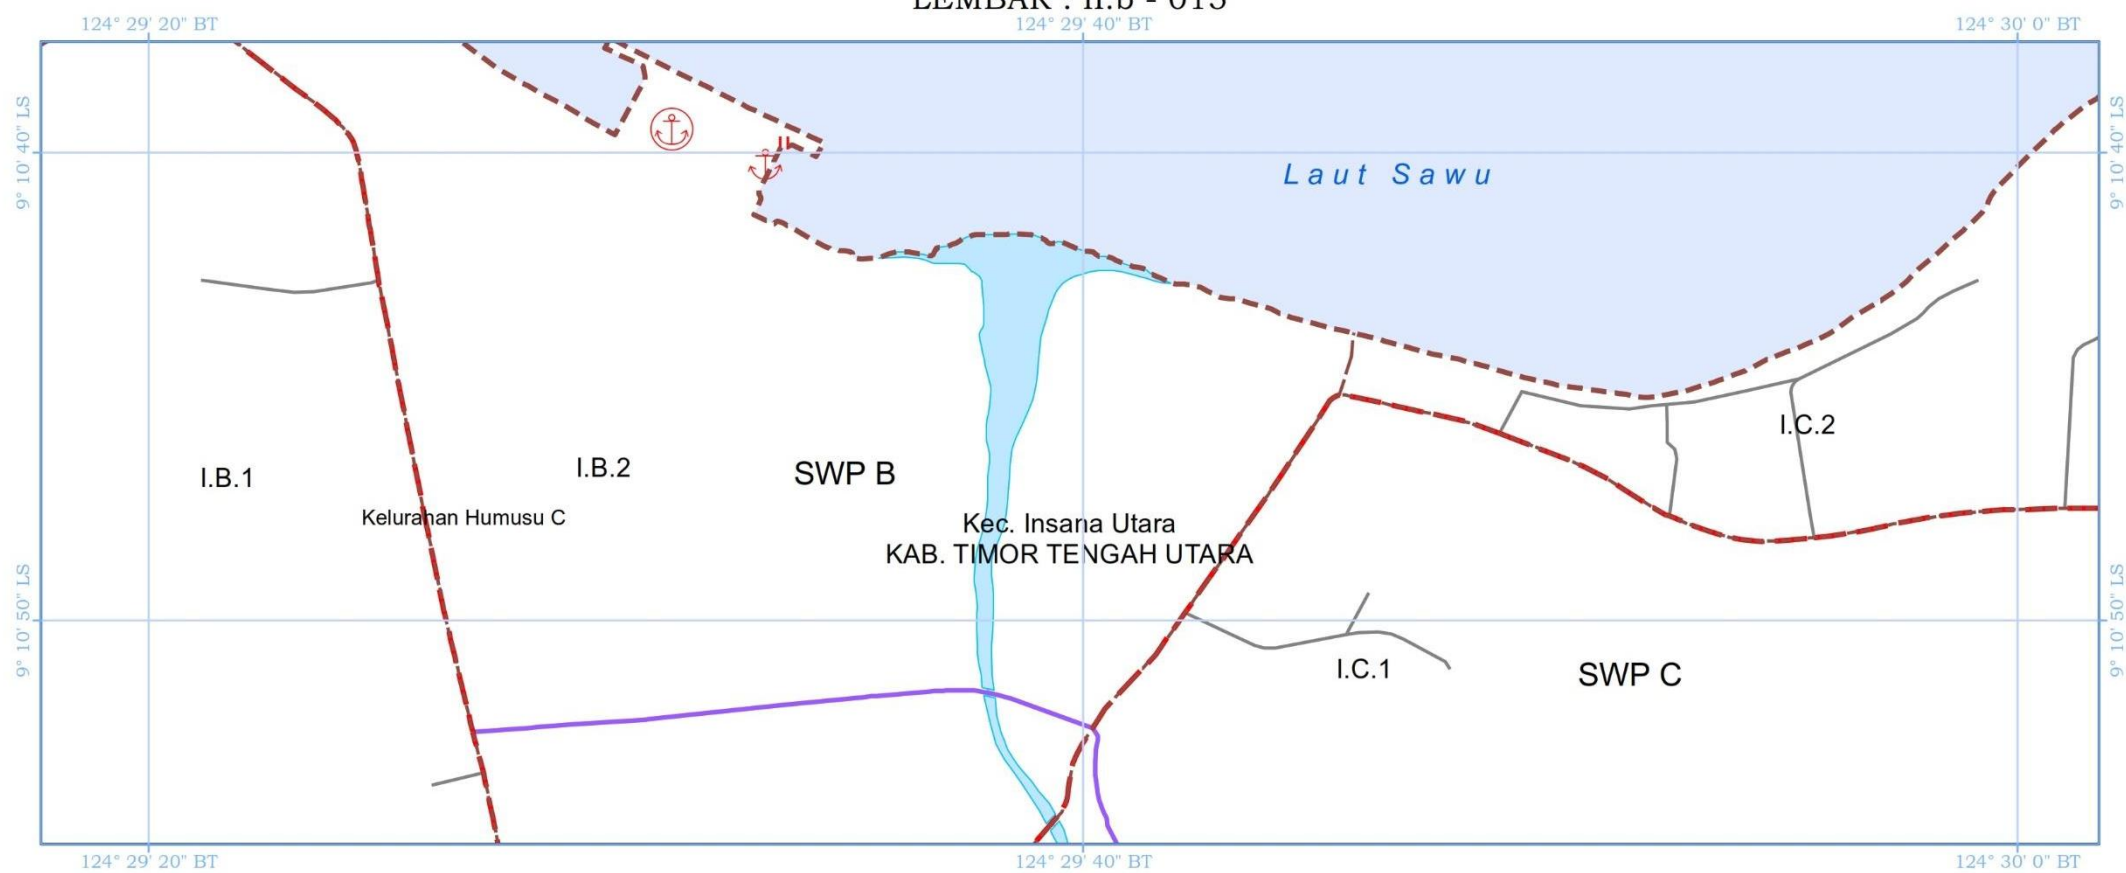 LEMBAR : II.b - 013
124° 29' 20" BT
124° 29' 40" BT
124° 30' 0" BT
9° 10' 40" LS
9° 10' 40" LS
Laut Sawu
I.C.2
I.B.1
I.B.2
SWP B
Kelurahan Humusu C
Kec. Insana Utara
KAB. TIMOR TENGAH UTARA
9° 10' 50" LS
9° 10' 50" LS
I.C.1
SWP C
124° 29' 20" BT
124° 29' 40" BT
124° 30' 0" BT